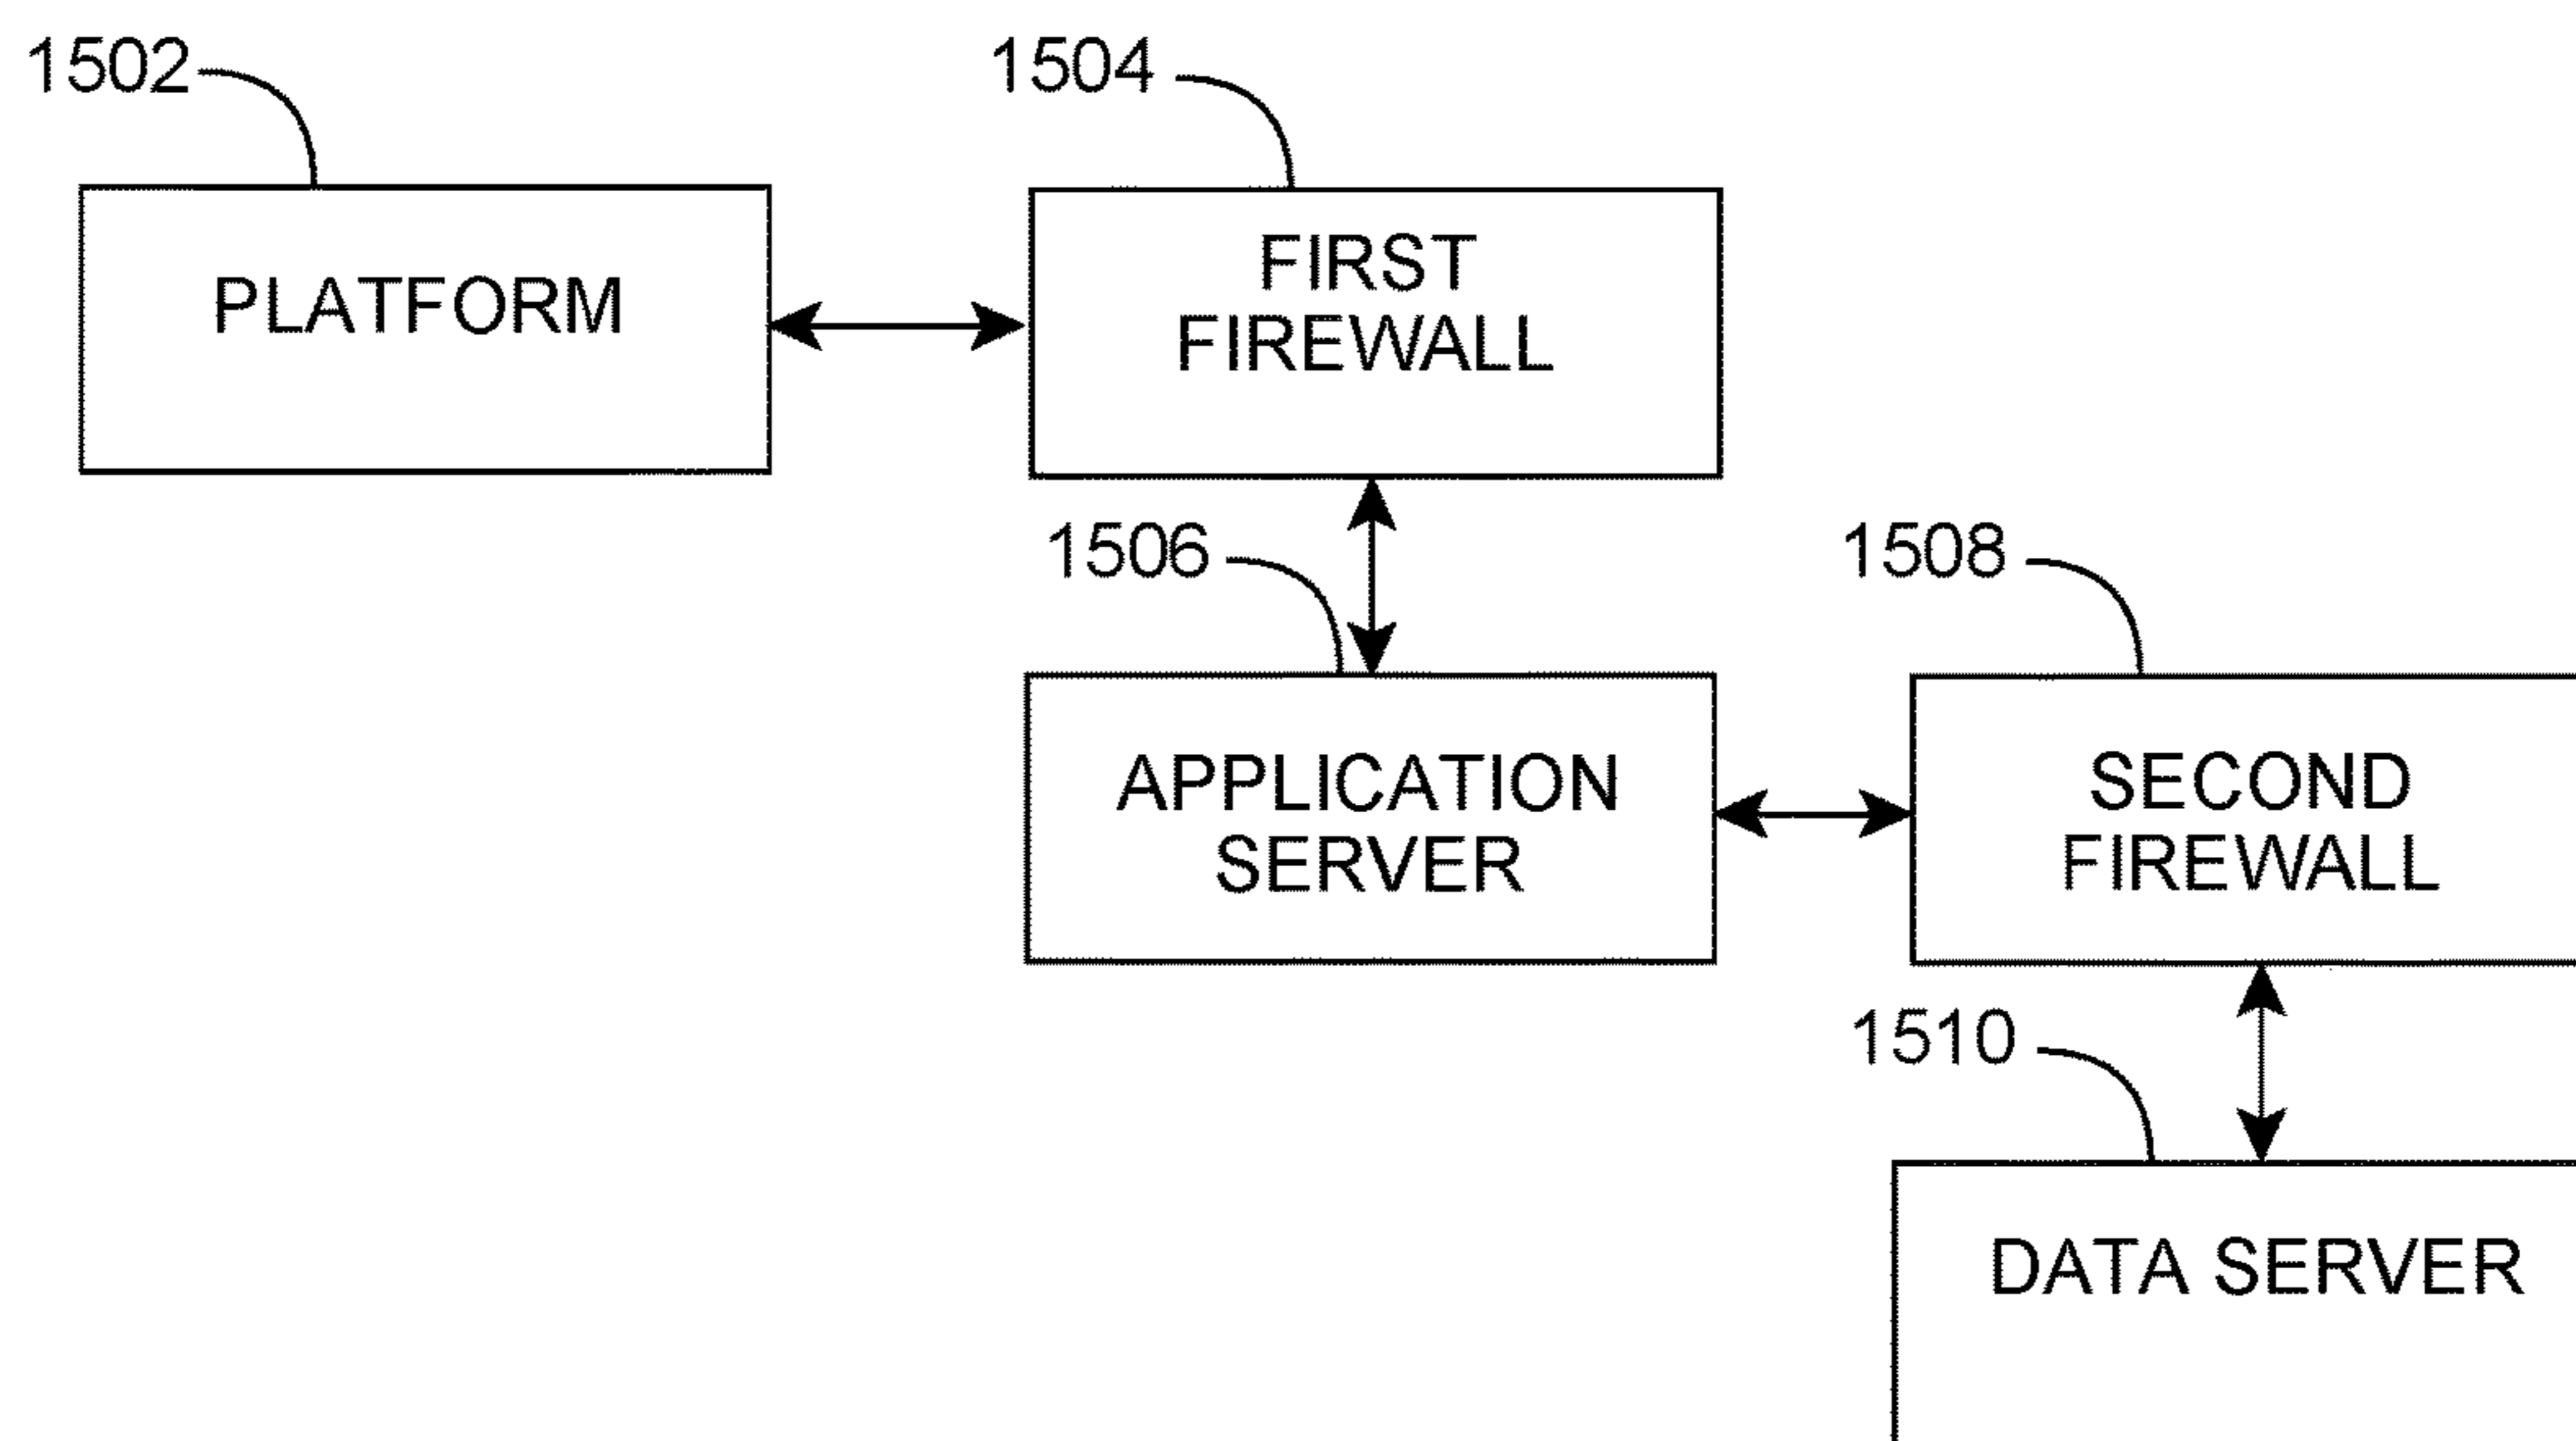 1502
1504
PLATFORM
FIRST
FIREWALL
1506
1508
APPLICATION
SERVER
SECOND
FIREWALL
1510
DATA SERVER